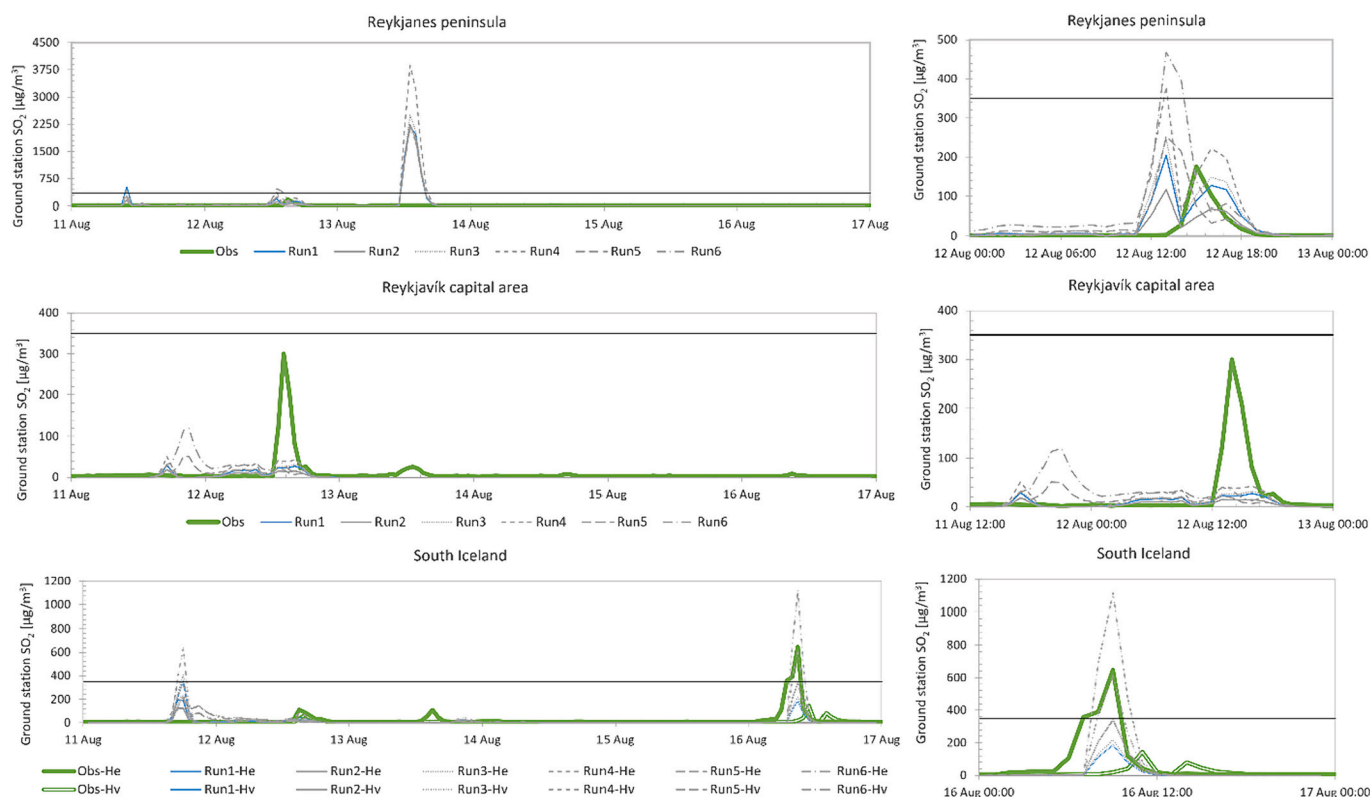 Reykjanes peninsula
Ground station SO₂ [µg/m³]
4500
3750
3000
2250
1500
750
0
11 Aug 12 Aug 13 Aug 14 Aug 15 Aug 16 Aug 17 Aug
Obs Run1 Run2 Run3 Run4 Run5 Run6
Reykjanes peninsula
Ground station SO₂ [µg/m³]
500
400
300
200
100
0
12 Aug 00:00 12 Aug 06:00 12 Aug 12:00 12 Aug 18:00 13 Aug 00:00
Reykjavík capital area
Ground station SO₂ [µg/m³]
400
300
200
100
0
11 Aug 12 Aug 13 Aug 14 Aug 15 Aug 16 Aug 17 Aug
Obs Run1 Run2 Run3 Run4 Run5 Run6
Reykjavík capital area
Ground station SO₂ [µg/m³]
400
300
200
100
0
11 Aug 12:00 12 Aug 00:00 12 Aug 12:00 13 Aug 00:00
South Iceland
Ground station SO₂ [µg/m³]
1200
1000
800
600
400
200
0
11 Aug 12 Aug 13 Aug 14 Aug 15 Aug 16 Aug 17 Aug
Obs-He Run1-He Run2-He Run3-He Run4-He Run5-He Run6-He
Obs-Hv Run1-Hv Run2-Hv Run3-Hv Run4-Hv Run5-Hv Run6-Hv
South Iceland
Ground station SO₂ [µg/m³]
1200
1000
800
600
400
200
0
16 Aug 00:00 16 Aug 12:00 17 Aug 00:00